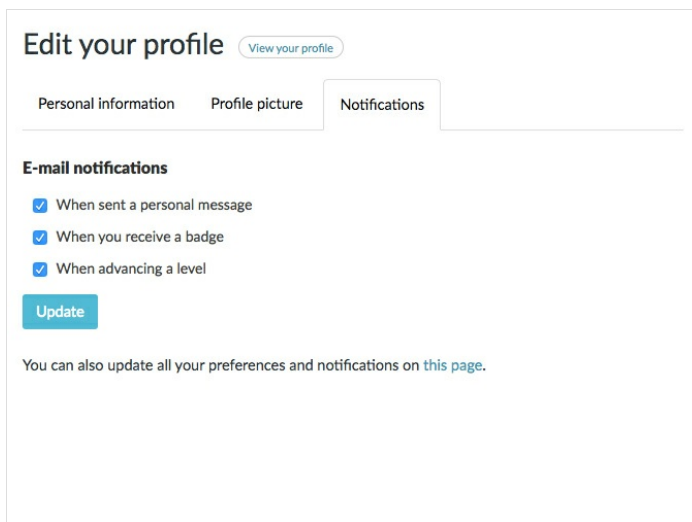 Edit your profile View your profile
Personal information Profile picture Notifications
E-mail notifications
When sent a personal message
When you receive a badge
When advancing a level
Update
You can also update all your preferences and notifications on this page.